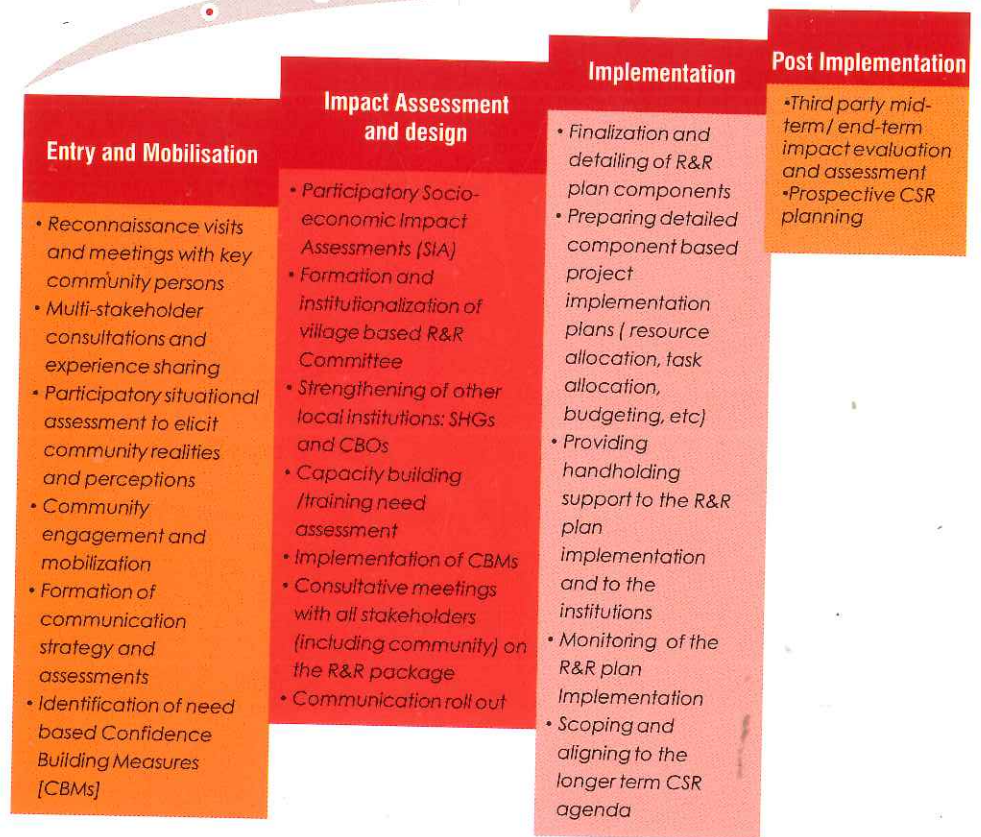 Entry and Mobilisation
• Reconnaissance visits
and meetings with key
community persons
• Multi-stakeholder
consultations and
experience sharing
• Participatory situational
assessment to elicit
community realities
and perceptions
• Community
engagement and
mobilization
• Formation of
communication
strategy and
assessments
• Identification of need
based Confidence
Building Measures
[CBMs]
Impact Assessment
and design
• Participatory Socio-
economic Impact
Assessments (SIA)
• Formation and
institutionalization of
village based R&R
Committee
• Strengthening of other
local institutions: SHGs
and CBOs
• Capacity building
/training need
assessment
• Implementation of CBMs
• Consultative meetings
with all stakeholders
(including community) on
the R&R package
• Communication roll out
Implementation
• Finalization and
detailing of R&R
plan components
• Preparing detailed
component based
project
implementation
plans ( resource
allocation, task
allocation,
budgeting, etc)
• Providing
handholding
support to the R&R
plan
implementation
and to the
institutions
• Monitoring of the
R&R plan
Implementation
• Scoping and
aligning to the
longer term CSR
agenda
Post Implementation
•Third party mid-
term/ end-term
impact evaluation
and assessment
•Prospective CSR
planning